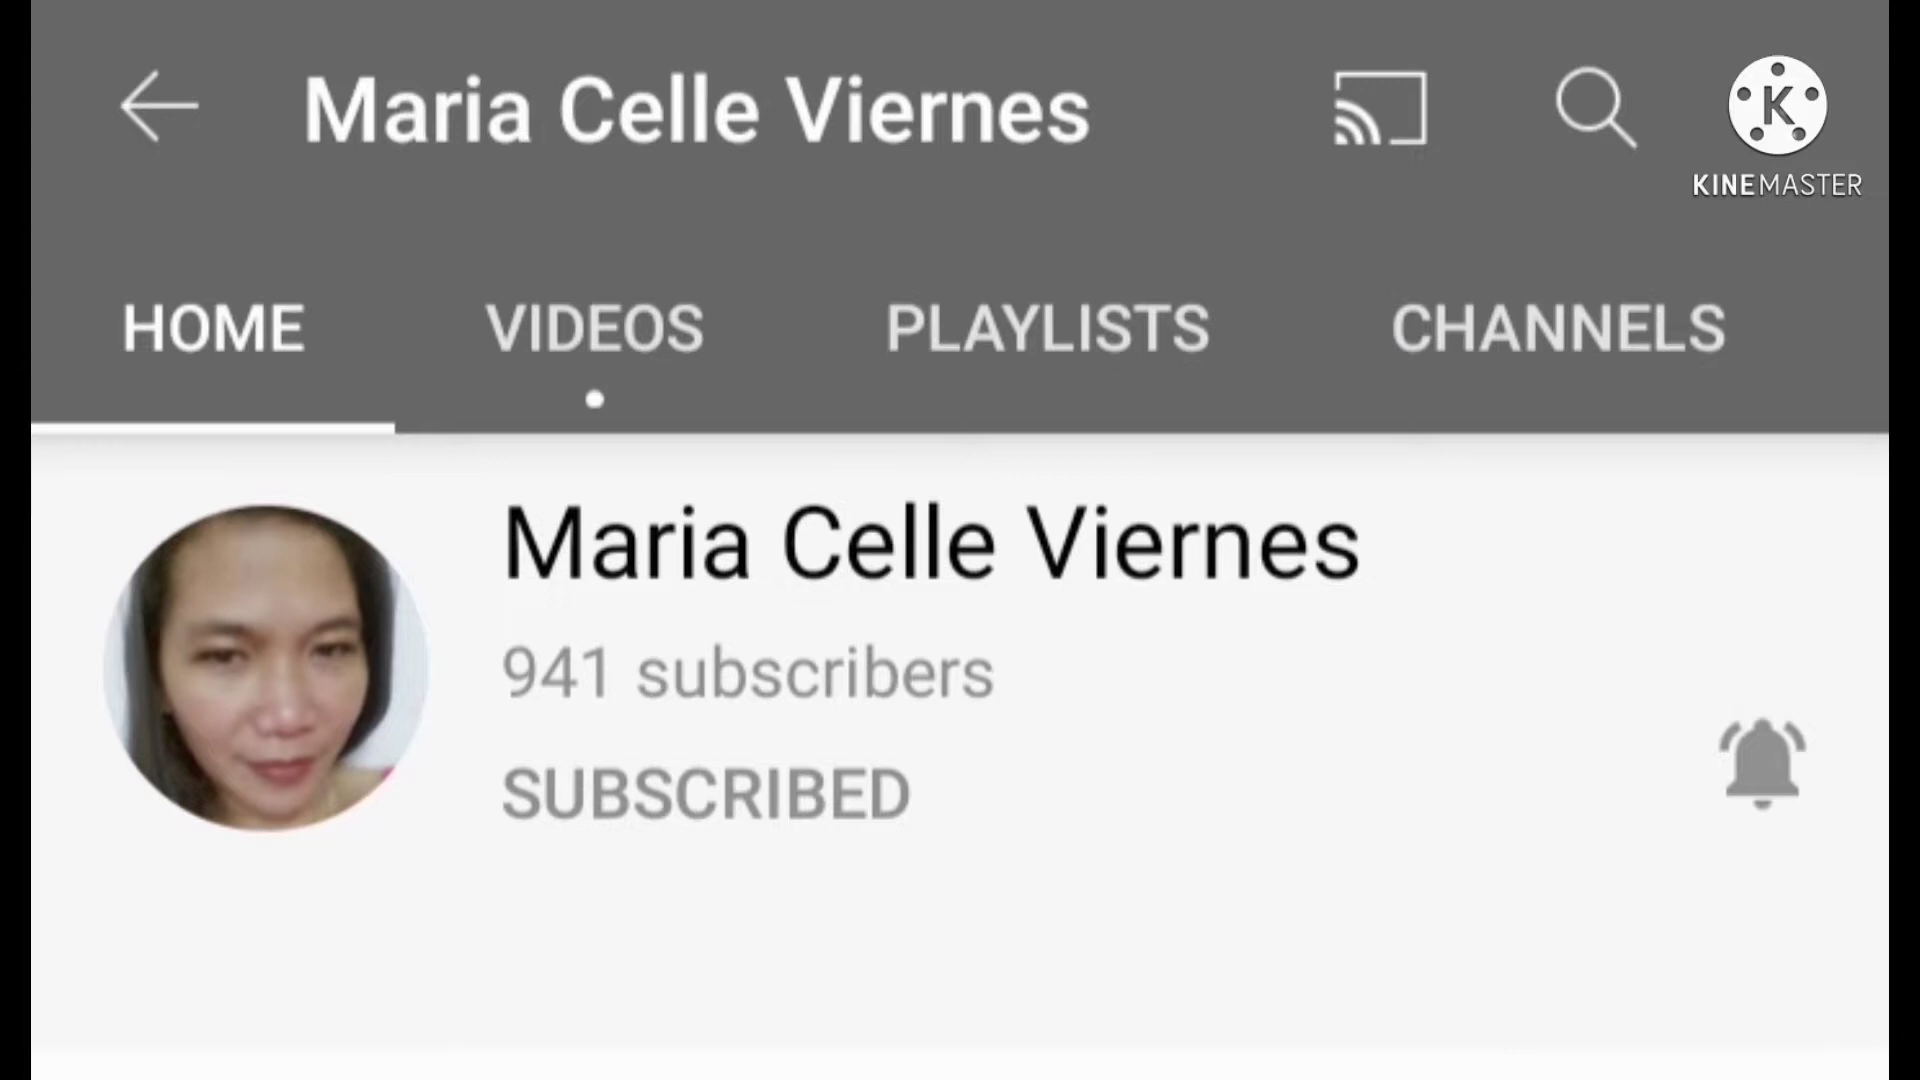 Maria Celle Viernes
K
KINEMASTER
HOME VIDEOS PLAYLISTS CHANNELS
Maria Celle Viernes
941 subscribers
SUBSCRIBED